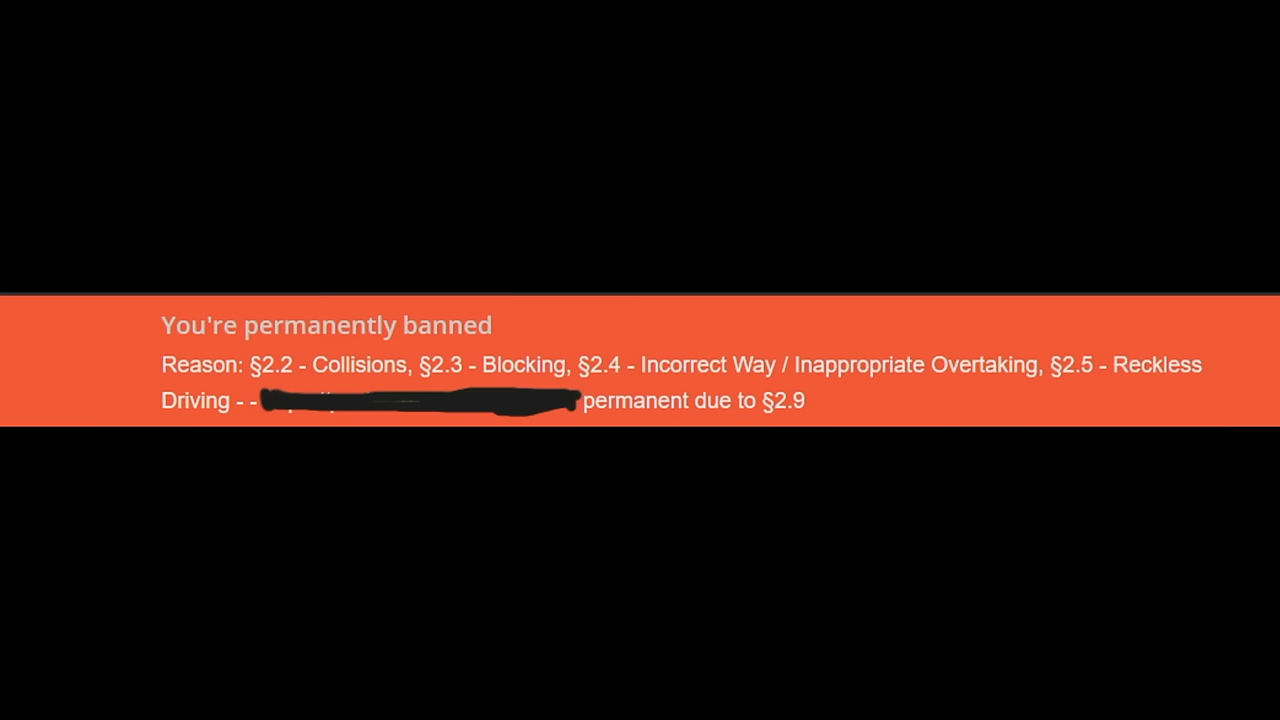 You're permanently banned
Reason: §2.2 - Collisions, §2.3 - Blocking, §2.4 - Incorrect Way / Inappropriate Overtaking, §2.5 - Reckless
Driving - - permanent due to §2.9